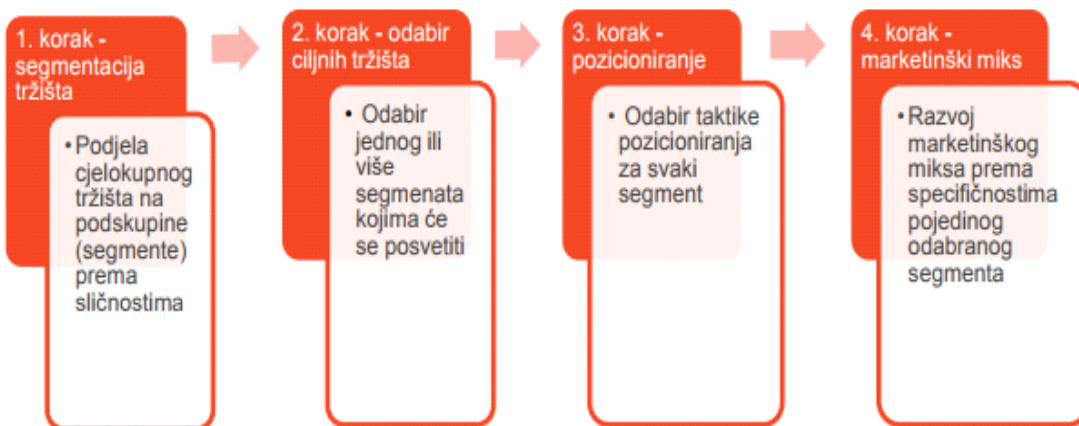 1. korak -
segmentacija
tržišta
• Podjela
cjelokupnog
tržišta na
podskupine
(segmente)
prema
sličnostima
2. korak - odabir
ciljnih tržišta
• Odabir
jednog ili
više
segmenata
kojima će
se posvetiti
3. korak -
pozicioniranje
• Odabir taktike
pozicioniranja
za svaki
segment
4. korak -
marketinški miks
• Razvoj
marketinškog
miksa prema
specifičnostima
pojedinog
odabranog
segmenta